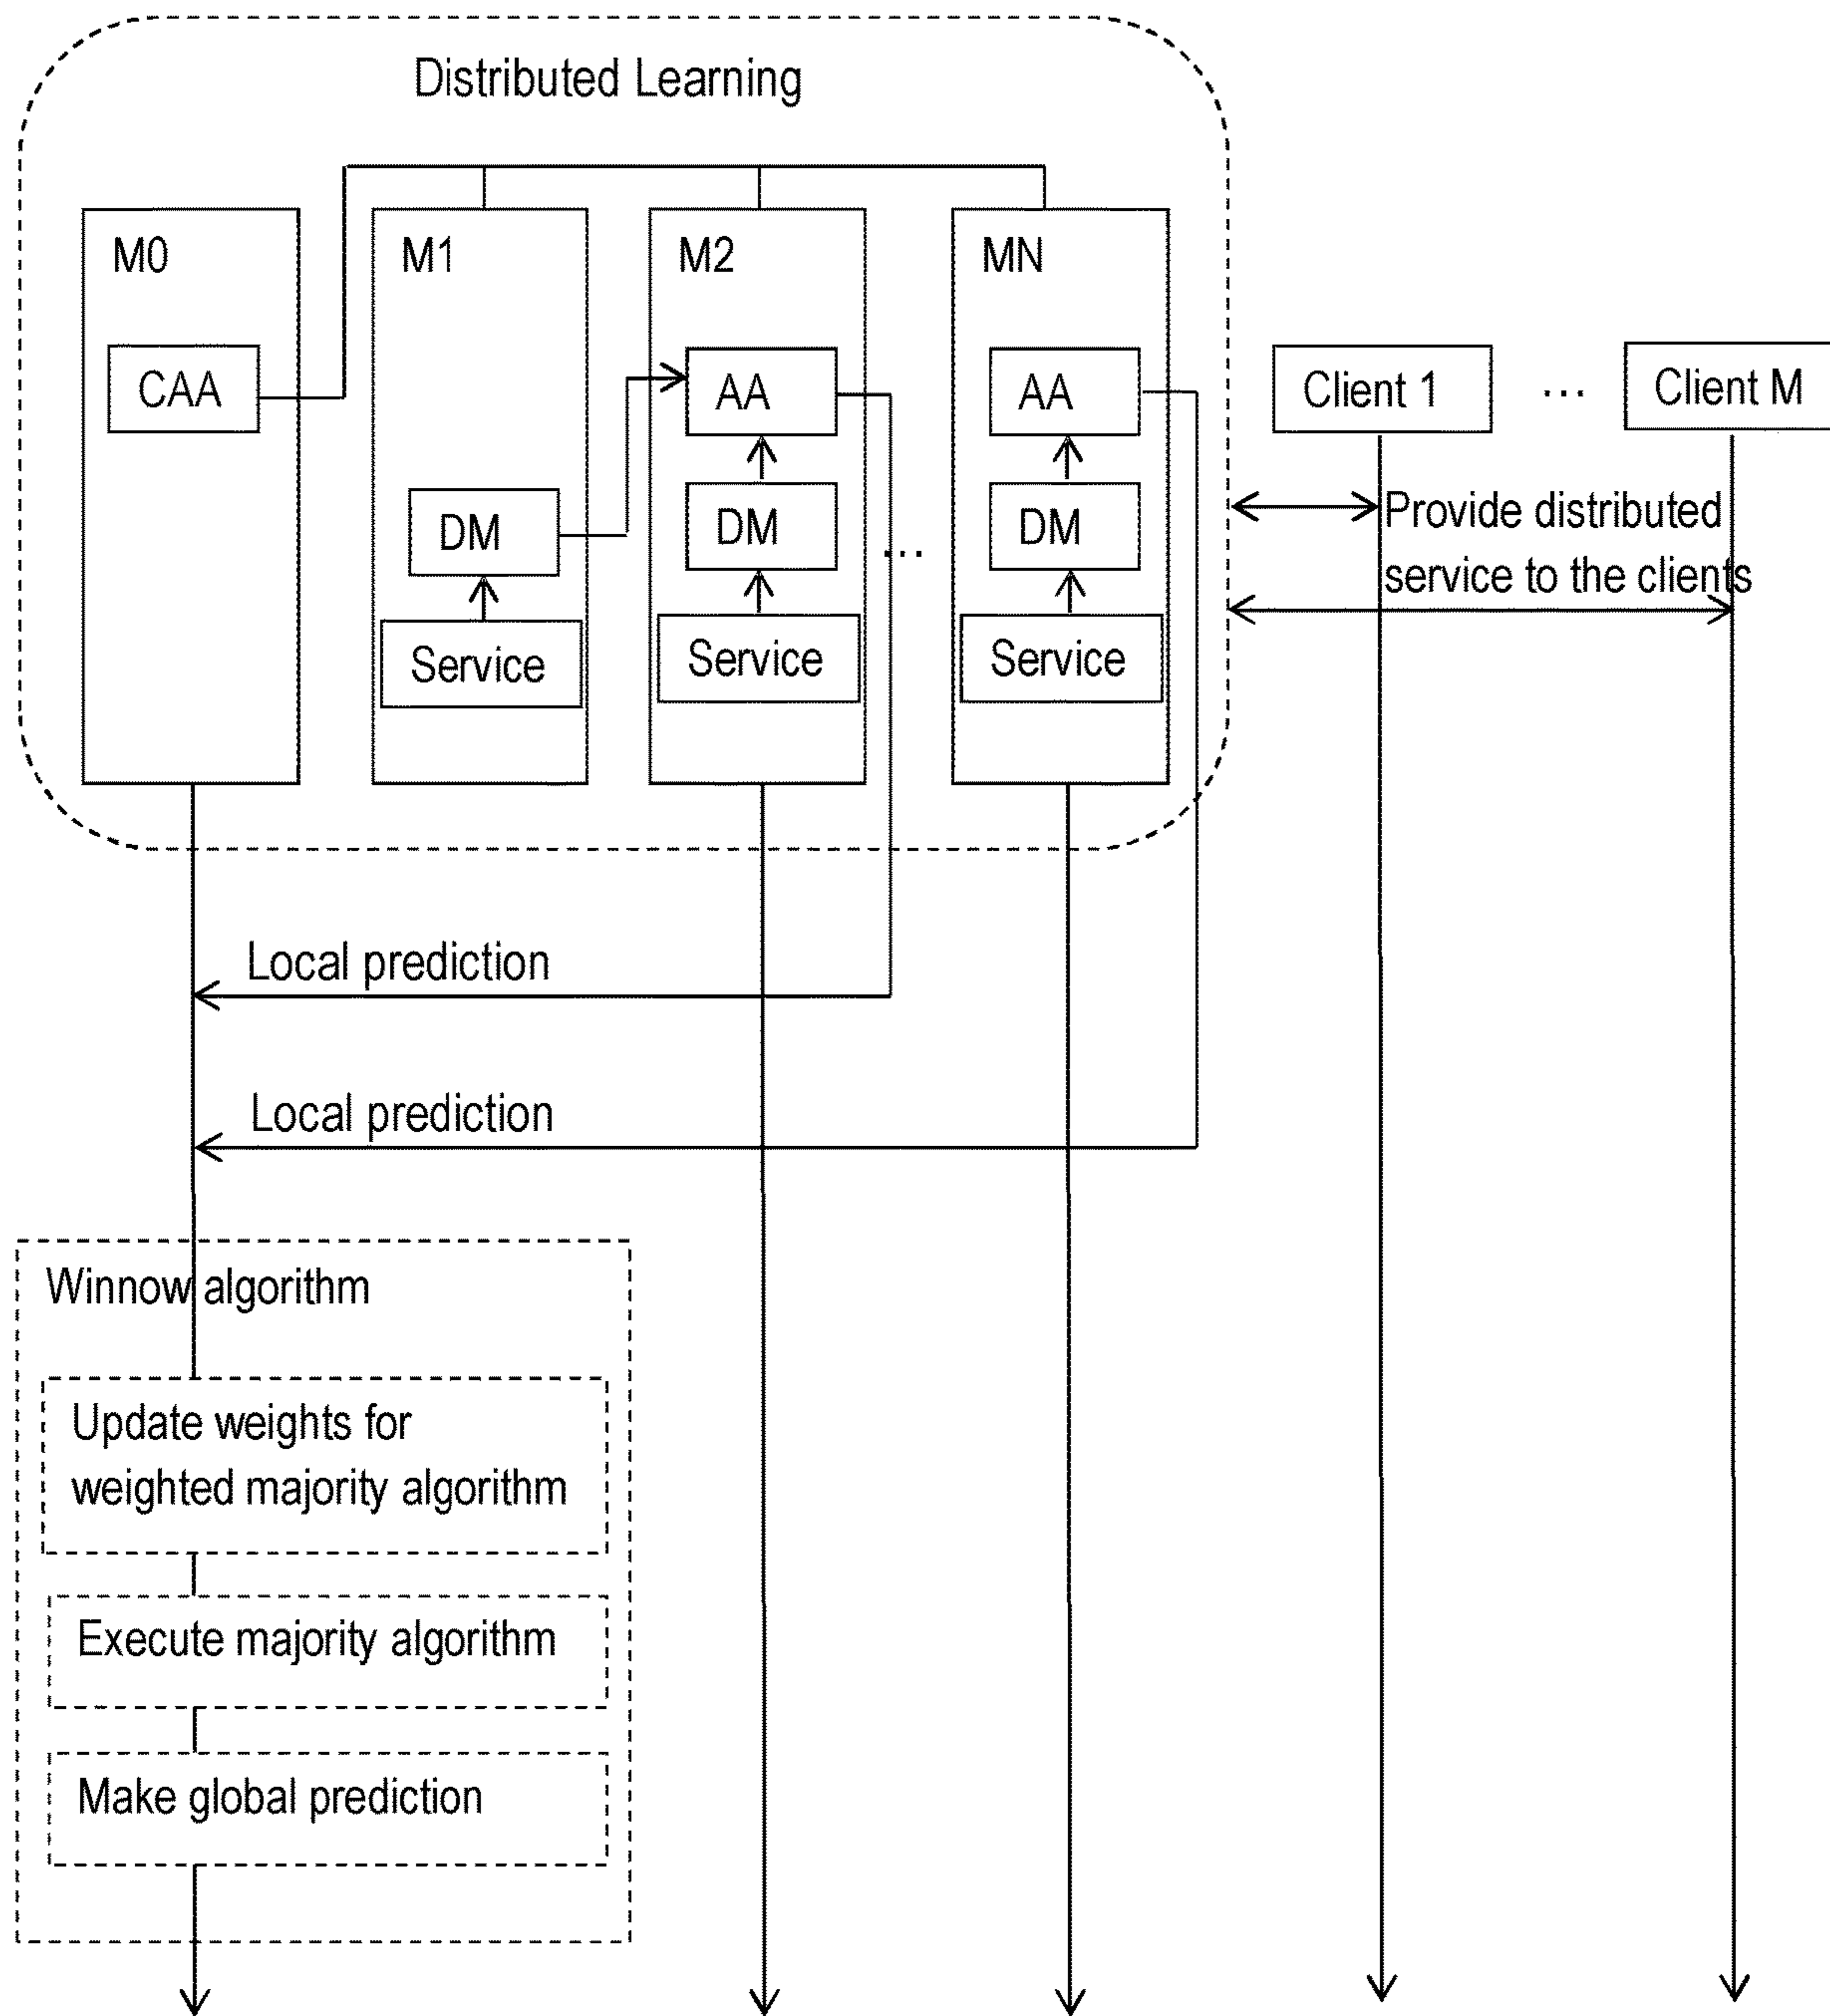 Distributed Learning
M0
M1
M2
MN
CAA
AA
AA
Client 1
...
Client M
DM
DM
...
DM
Provide distributed
service to the clients
Service
Service
Service
Local prediction
Local prediction
Winnow algorithm
Update weights for
weighted majority algorithm
Execute majority algorithm
Make global prediction